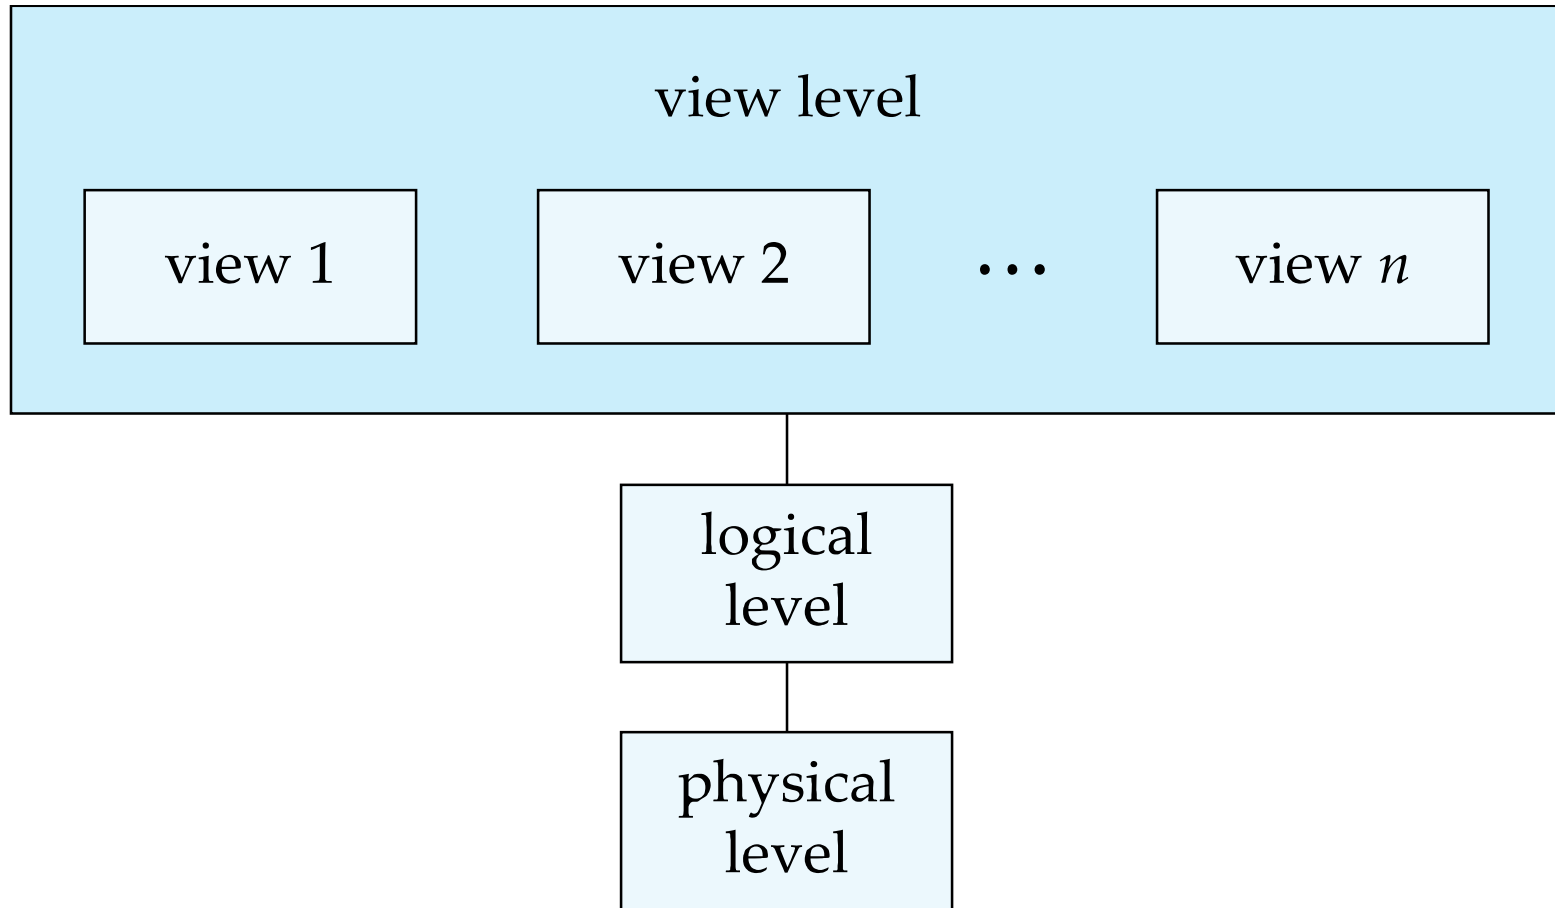 view level
view 1
view 2
...
view n
logical
level
physical
level